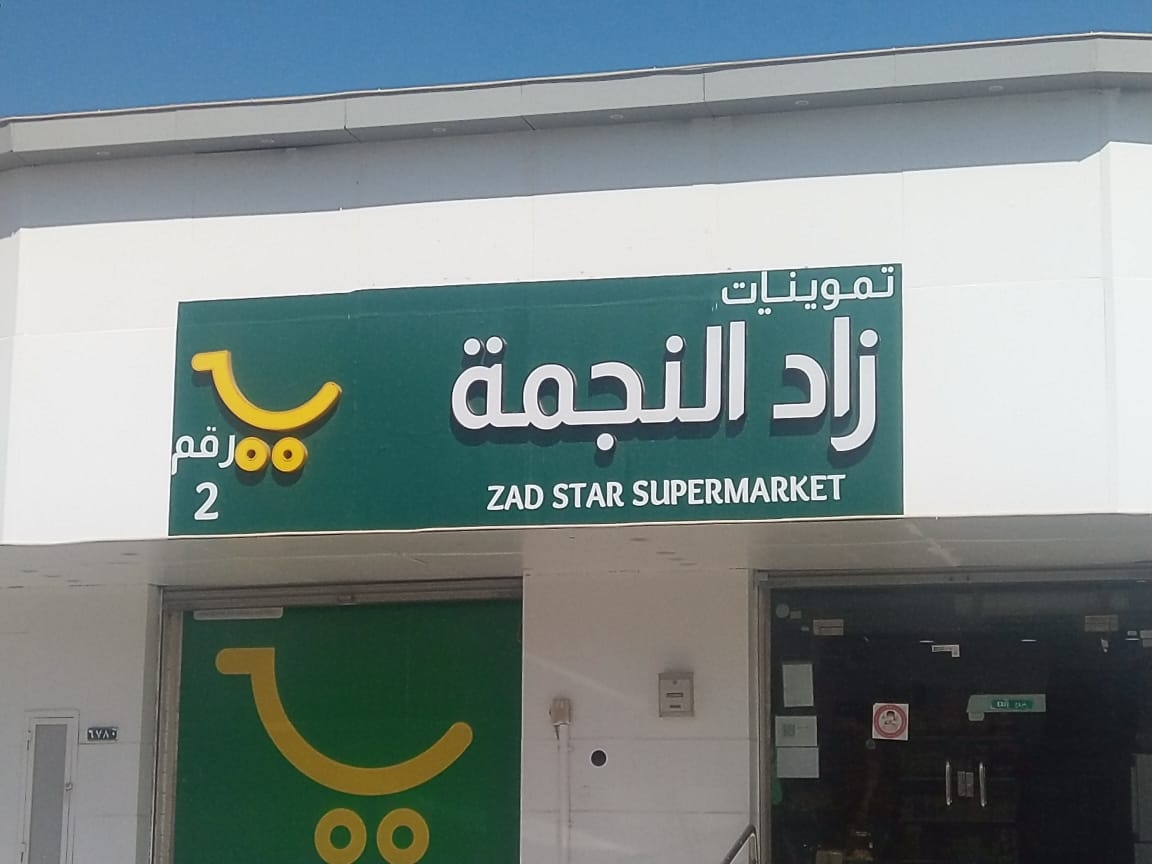 تموينات
زاد النجمة
ZAD STAR SUPERMARKET
رقم
2
٦٧٨٠